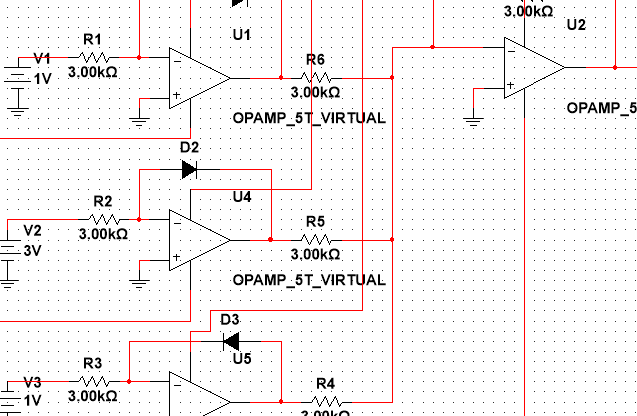 3.00kΩ
U2
U1
R1
V1
3.00kΩ
1V
R6
3.00kΩ
OPAMP_5
OPAMP_5T_VIRTUAL
D2
U4
R2
3.00kΩ
V2
3V
R5
3.00kΩ
OPAMP_5T_VIRTUAL
D3
U5
R3
V3
3.00kΩ
1V
R4
3.00kΩ